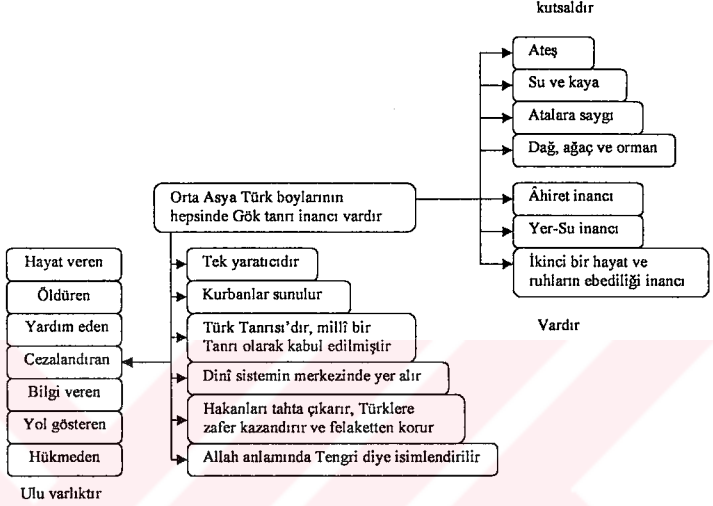 kutsaldır
Ateş
Su ve kaya
Atalara saygı
Dağ, ağaç ve orman
Orta Asya Türk boylarının
hepsinde Gök tanrı inancı vardır
Âhiret inancı
Yer-Su inancı
İkinci bir hayat ve
ruhların ebediliği inancı
Vardır
Hayat veren
Öldüren
Yardım eden
Cezalandıran
Bilgi veren
Yol gösteren
Hükmeden
Ulu varlıktır
Tek yaratıcıdır
Kurbanlar sunulur
Türk Tanrısı'dır, millî bir
Tanrı olarak kabul edilmiştir
Dinî sistemin merkezinde yer alır
Hakanları tahta çıkarır, Türklere
zafer kazandırır ve felaketten korur
Allah anlamında Tengri diye isimlendirilir